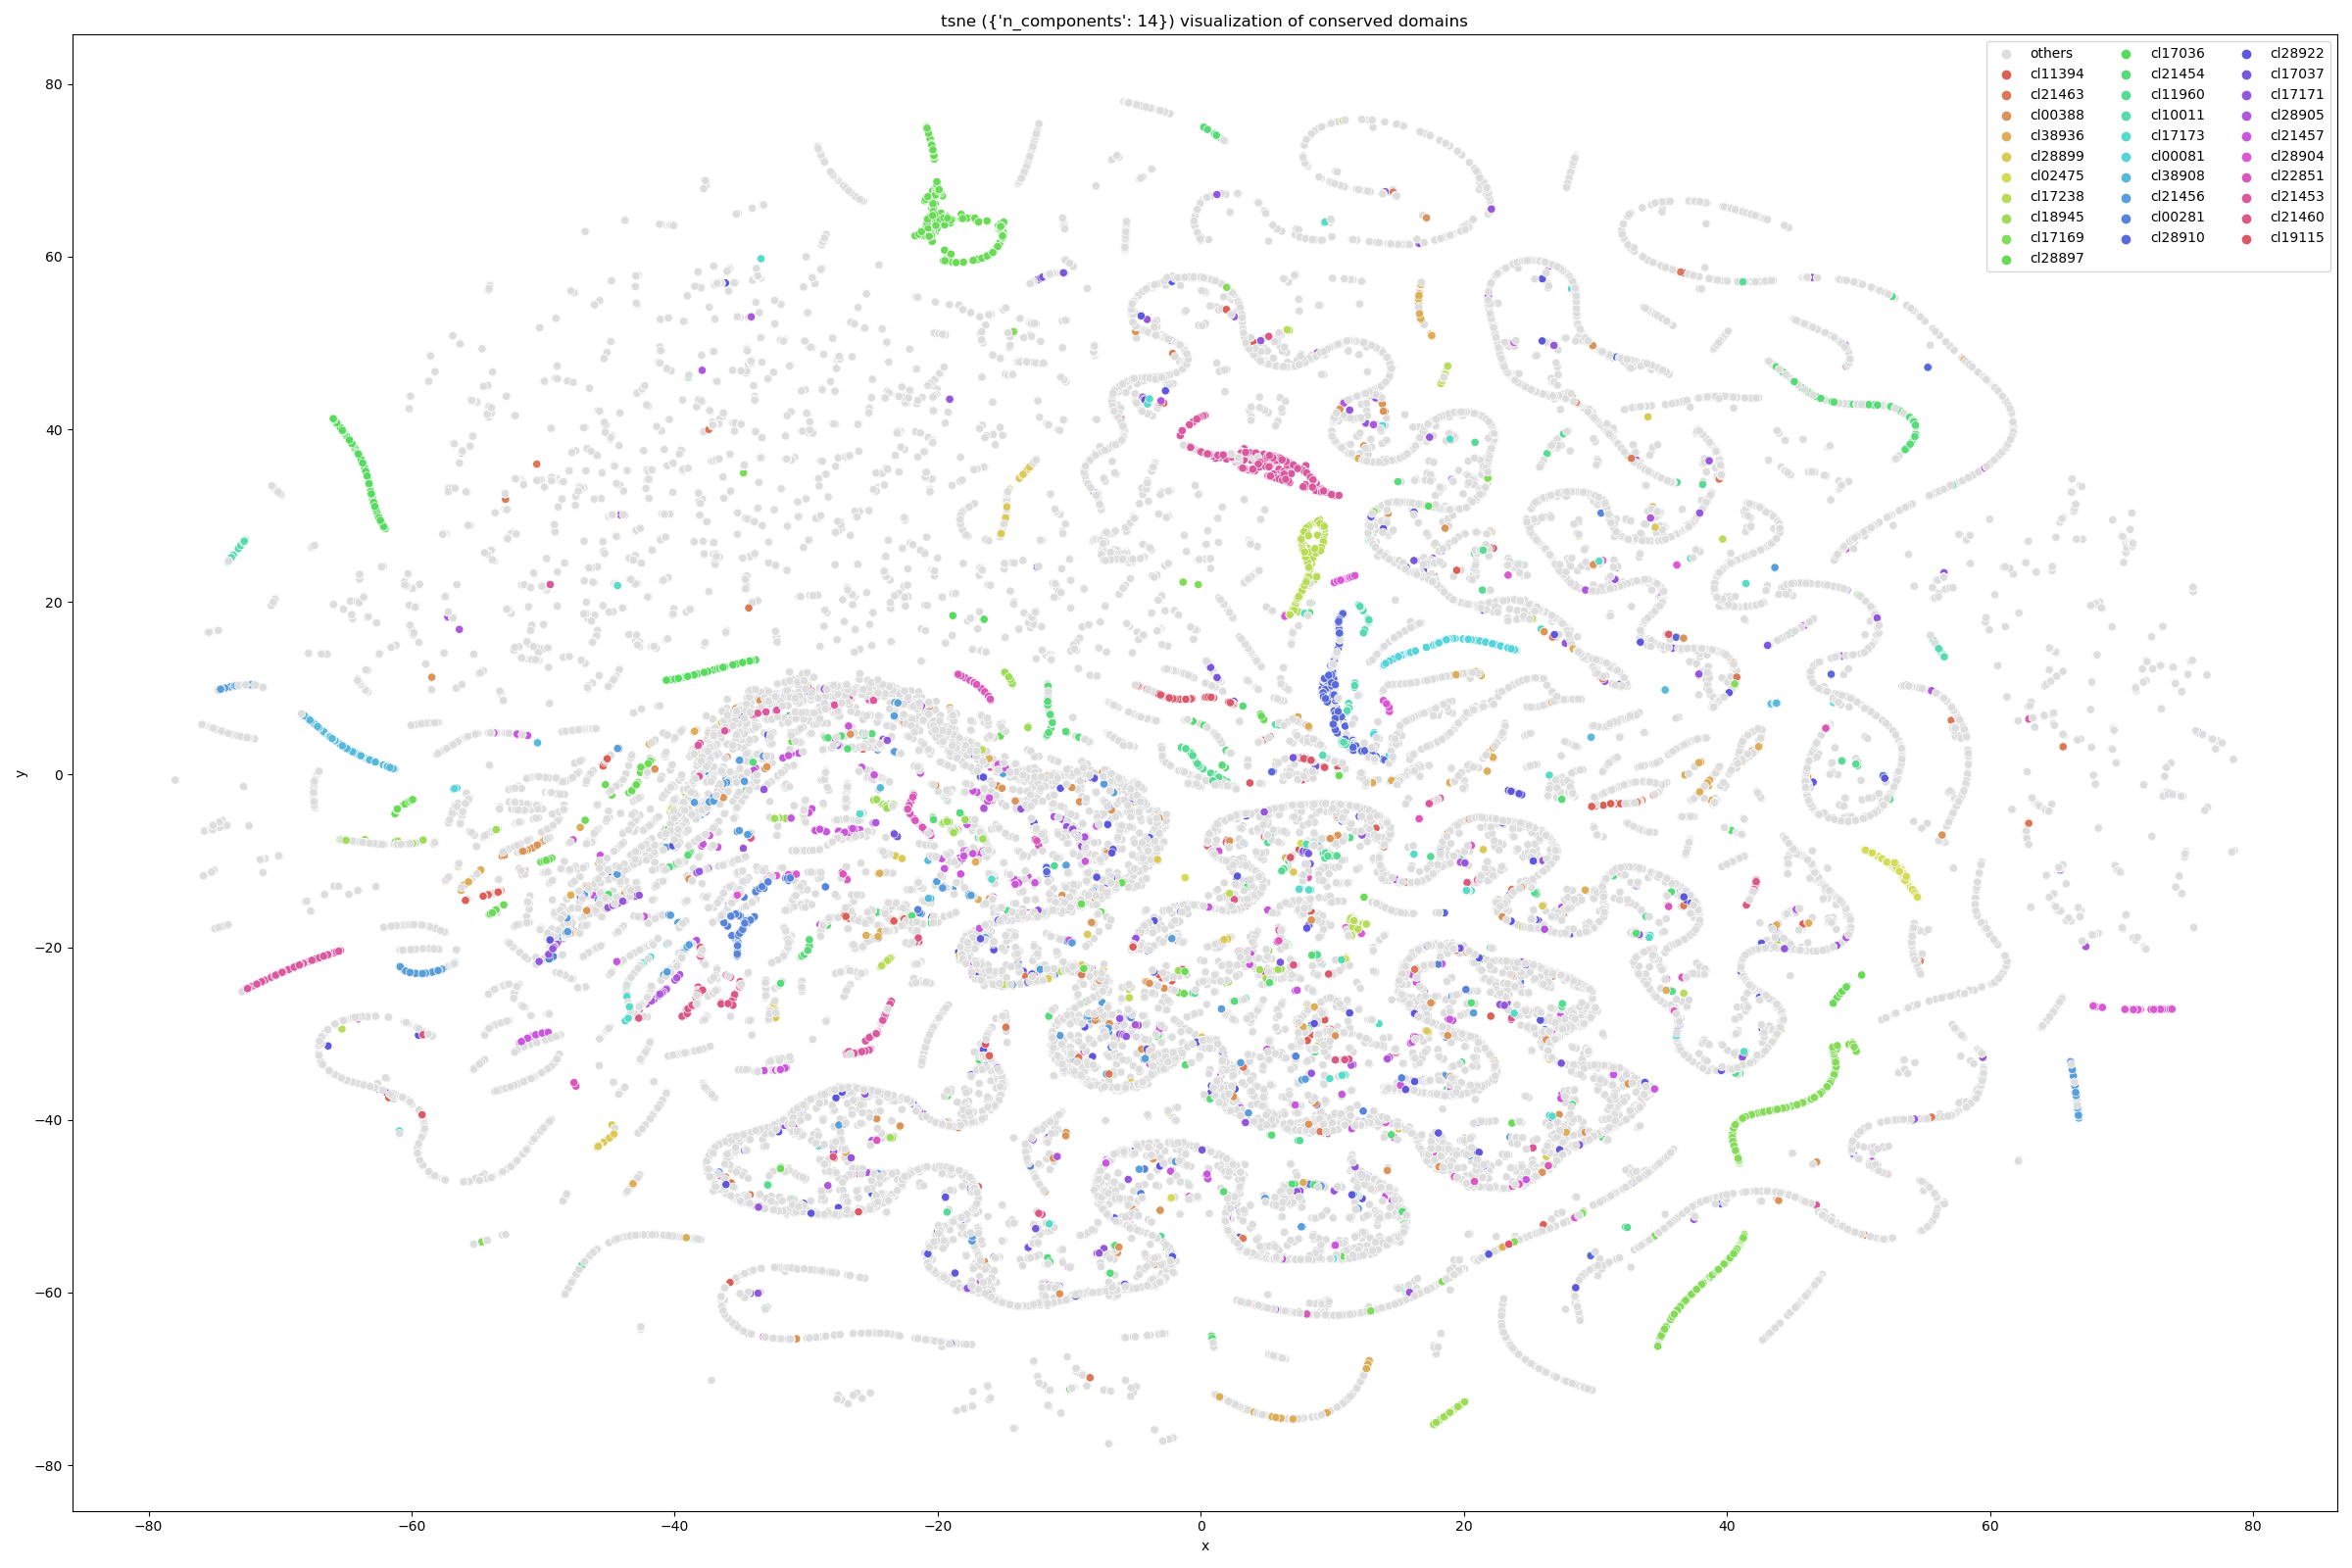 tsne ({'n_components': 14}) visualization of conserved domains
others
cl11394
cl21463
cl00388
cl38936
cl28899
cl02475
cl17238
cl18945
cl17169
cl28897
cl17036
cl21454
cl11960
cl10011
cl17173
cl00081
cl38908
cl21456
cl00281
cl28910
cl28922
cl17037
cl17171
cl28905
cl21457
cl28904
cl22851
cl21453
cl21460
cl19115
80
60
40
20
0
−20
−40
−60
−80
y
−80 −60 −40 −20 0 20 40 60 80
x